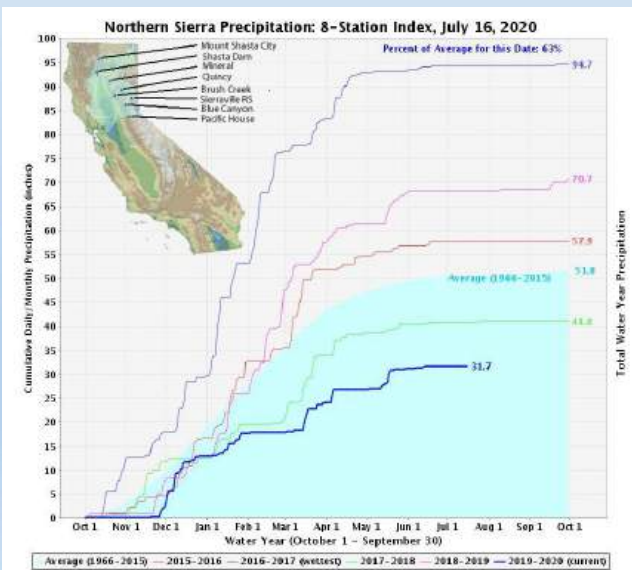 Northern Sierra Precipitation: 8-Station Index, July 16, 2020
Percent of Average for this Date: 63%
Mount Shasta City
Shasta Dam
Mineral
Quincy
Brush Creek
Sierraville RS
Blue Canyon
Pacific House
Cumulative Daily/Monthly Precipitation (inches)
100
95
90
85
80
75
70
65
60
55
50
45
40
35
30
25
20
15
10
5
0
94.7
70.7
57.9
51.8
Average (1966-2015)
31.7
Total Water Year Precipitation
Oct 1
Nov 1
Dec 1
Jan 1
Feb 1
Mar 1
Apr 1
May 1
Jun 1
Jul 1
Aug 1
Sep 1
Oct 1
Water Year (October 1 - September 30)
Average (1966-2015)
2015-2016
2016-2017 (wettest)
2017-2018
2018-2019
2019-2020 (current)